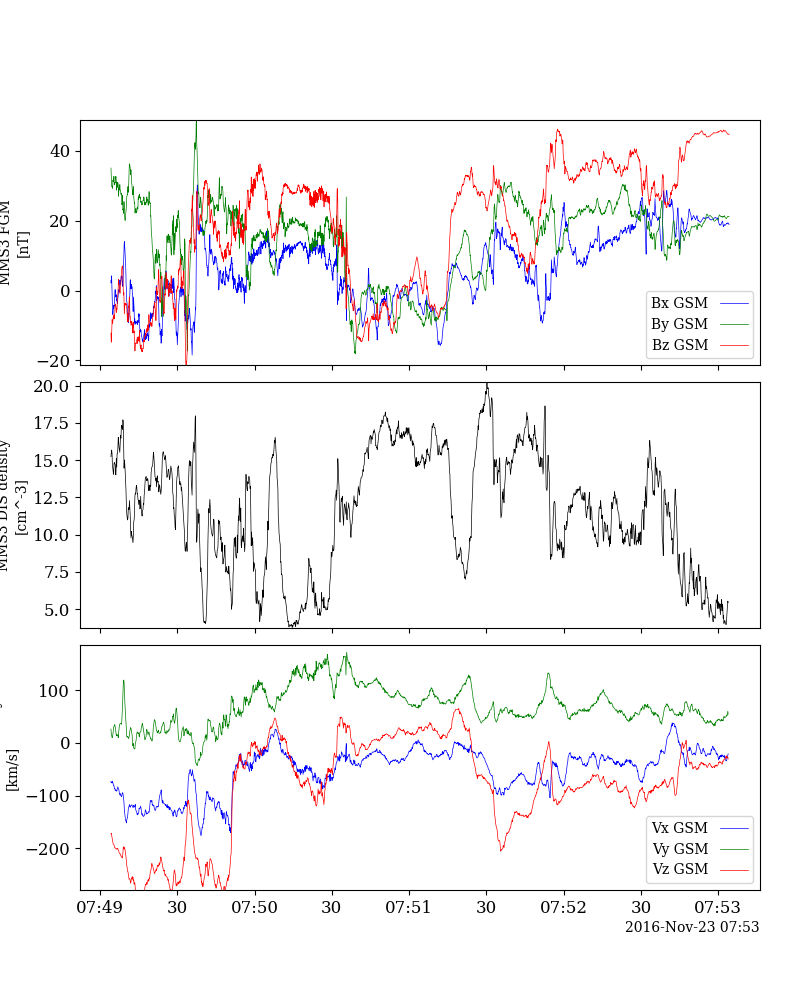 40
20
0
−20
MMS3 FGM
[nT]
Bx GSM
By GSM
Bz GSM
20.0
17.5
15.0
12.5
10.0
7.5
5.0
MMS3 DIS density
[cm^-3]
100
0
−100
−200
[km/s]
Vx GSM
Vy GSM
Vz GSM
07:49 30 07:50 30 07:51 30 07:52 30 07:53
2016-Nov-23 07:53